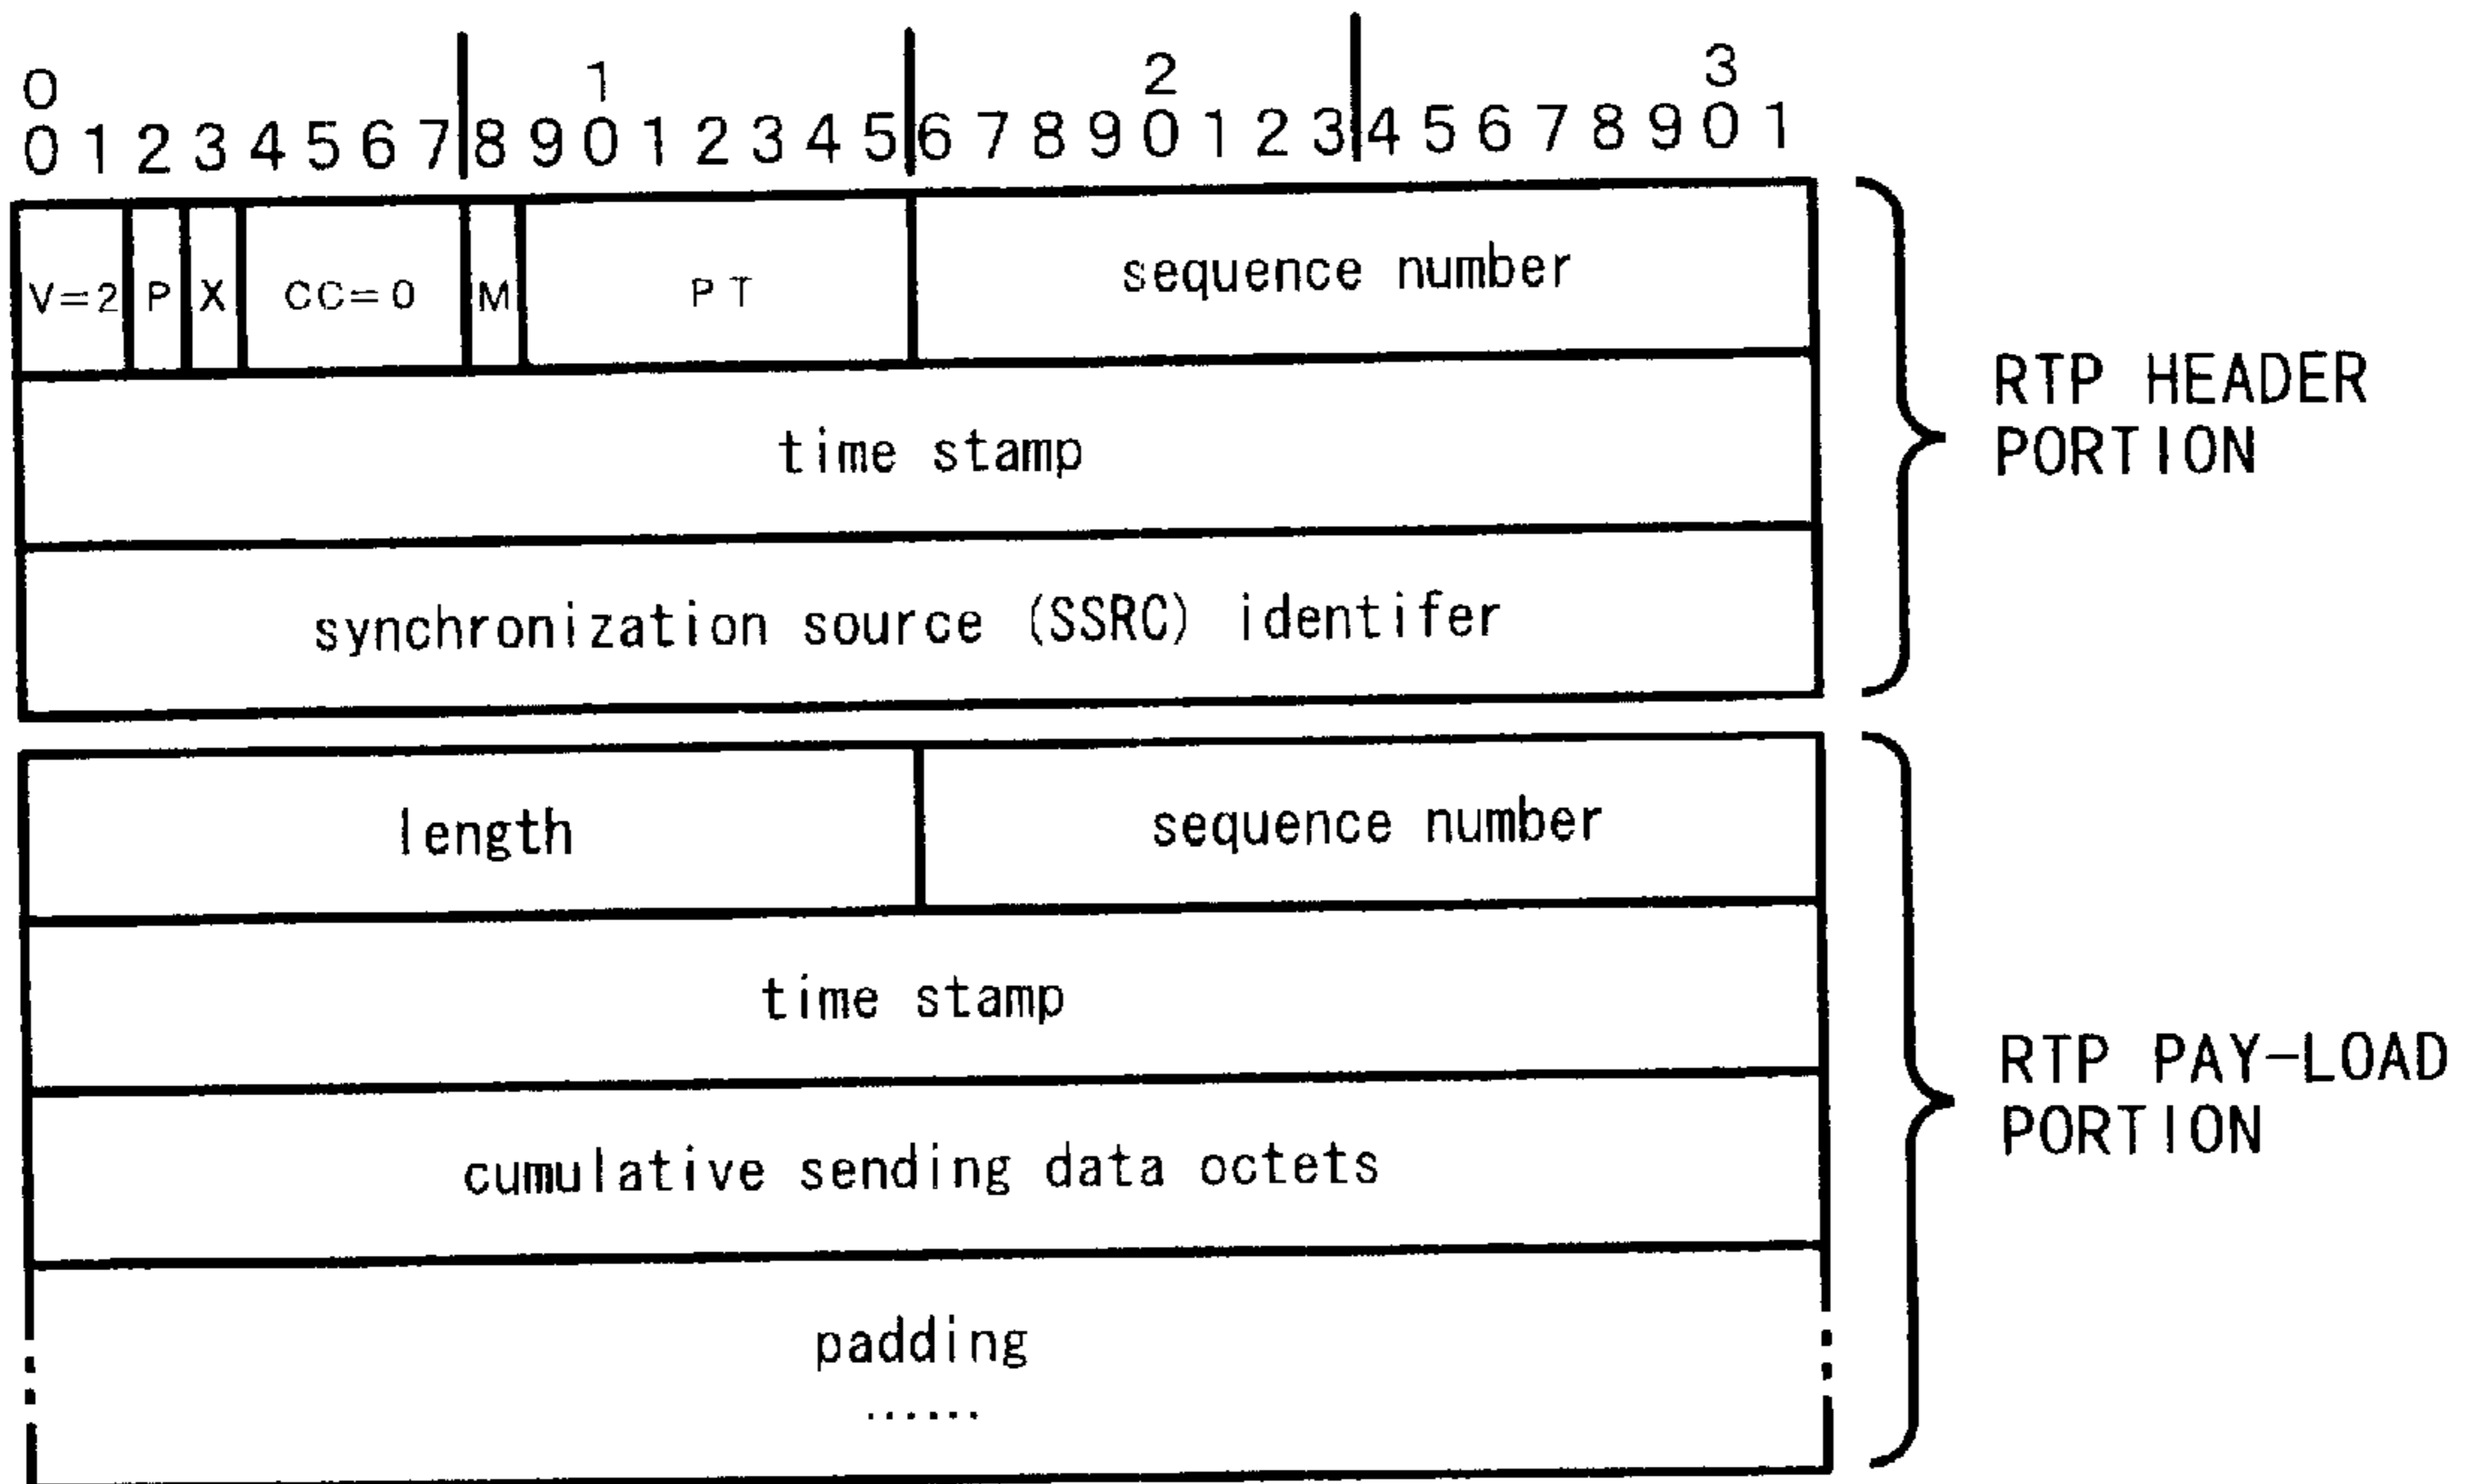 0 1 2 3
0 1 2 3 4 5 6 7 8 9 0 1 2 3 4 5 6 7 8 9 0 1 2 3 4 5 6 7 8 9 0 1
V=2 P X CC=0 M PT sequence number
time stamp
synchronization source (SSRC) identifer
RTP HEADER
PORTION
length sequence number
time stamp
cumulative sending data octets
padding
......
RTP PAY-LOAD
PORTION